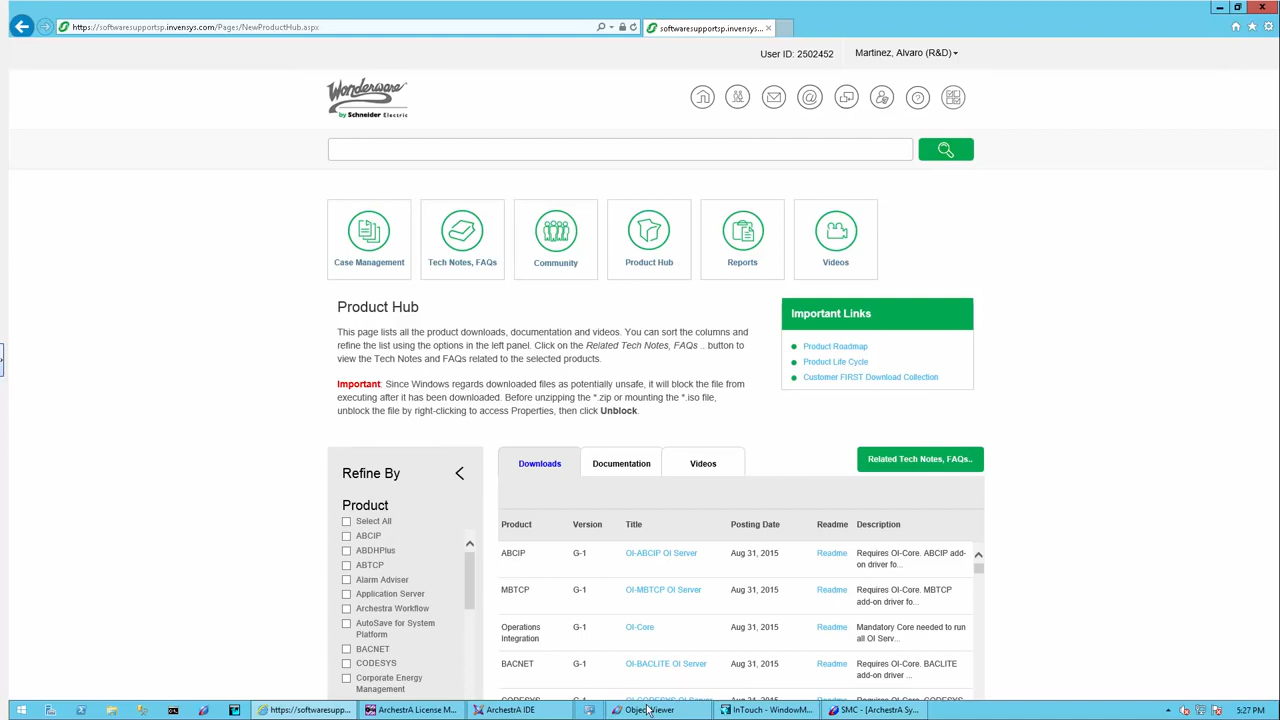 https://softwaresupportsp.invensys.com/Pages/NewProductHub.aspx
softwaresupportsp.invensys...
User ID: 2502452
Martinez, Alvaro (R&D)
Wonderware
by Schneider Electric
Case Management
Tech Notes, FAQs
Community
Product Hub
Reports
Videos
Product Hub
This page lists all the product downloads, documentation and videos. You can sort the columns and
refine the list using the options in the left panel. Click on the Related Tech Notes, FAQs .. button to
view the Tech Notes and FAQs related to the selected products.
Important: Since Windows regards downloaded files as potentially unsafe, it will block the file from
executing after it has been downloaded. Before unzipping the *.zip or mounting the *.iso file,
unblock the file by right-clicking to access Properties, then click Unblock.
Important Links
Product Roadmap
Product Life Cycle
Customer FIRST Download Collection
Refine By
Product
Select All
ABCIP
ABDHPlus
ABTCP
Alarm Adviser
Application Server
Archestra Workflow
AutoSave for System
Platform
BACNET
CODESYS
Corporate Energy
Management
Downloads
Documentation
Videos
Related Tech Notes, FAQs..
Product Version Title Posting Date Readme Description
ABCIP G-1 OI-ABCIP OI Server Aug 31, 2015 Readme Requires OI-Core. ABCIP add-
on driver fo...
MBTCP G-1 OI-MBTCP OI Server Aug 31, 2015 Readme Requires OI-Core. MBTCP
add-on driver fo...
Operations G-1 OI-Core Aug 31, 2015 Readme Mandatory Core needed to run
Integration all OI Serv...
BACNET G-1 OI-BACLITE OI Server Aug 31, 2015 Readme Requires OI-Core. BACLITE
add-on driver ...
https://softwaresupp...
ArchestrA License M...
ArchestrA IDE
InTouch - WindowM...
SMC - [ArchestrA Sy...
5:27 PM